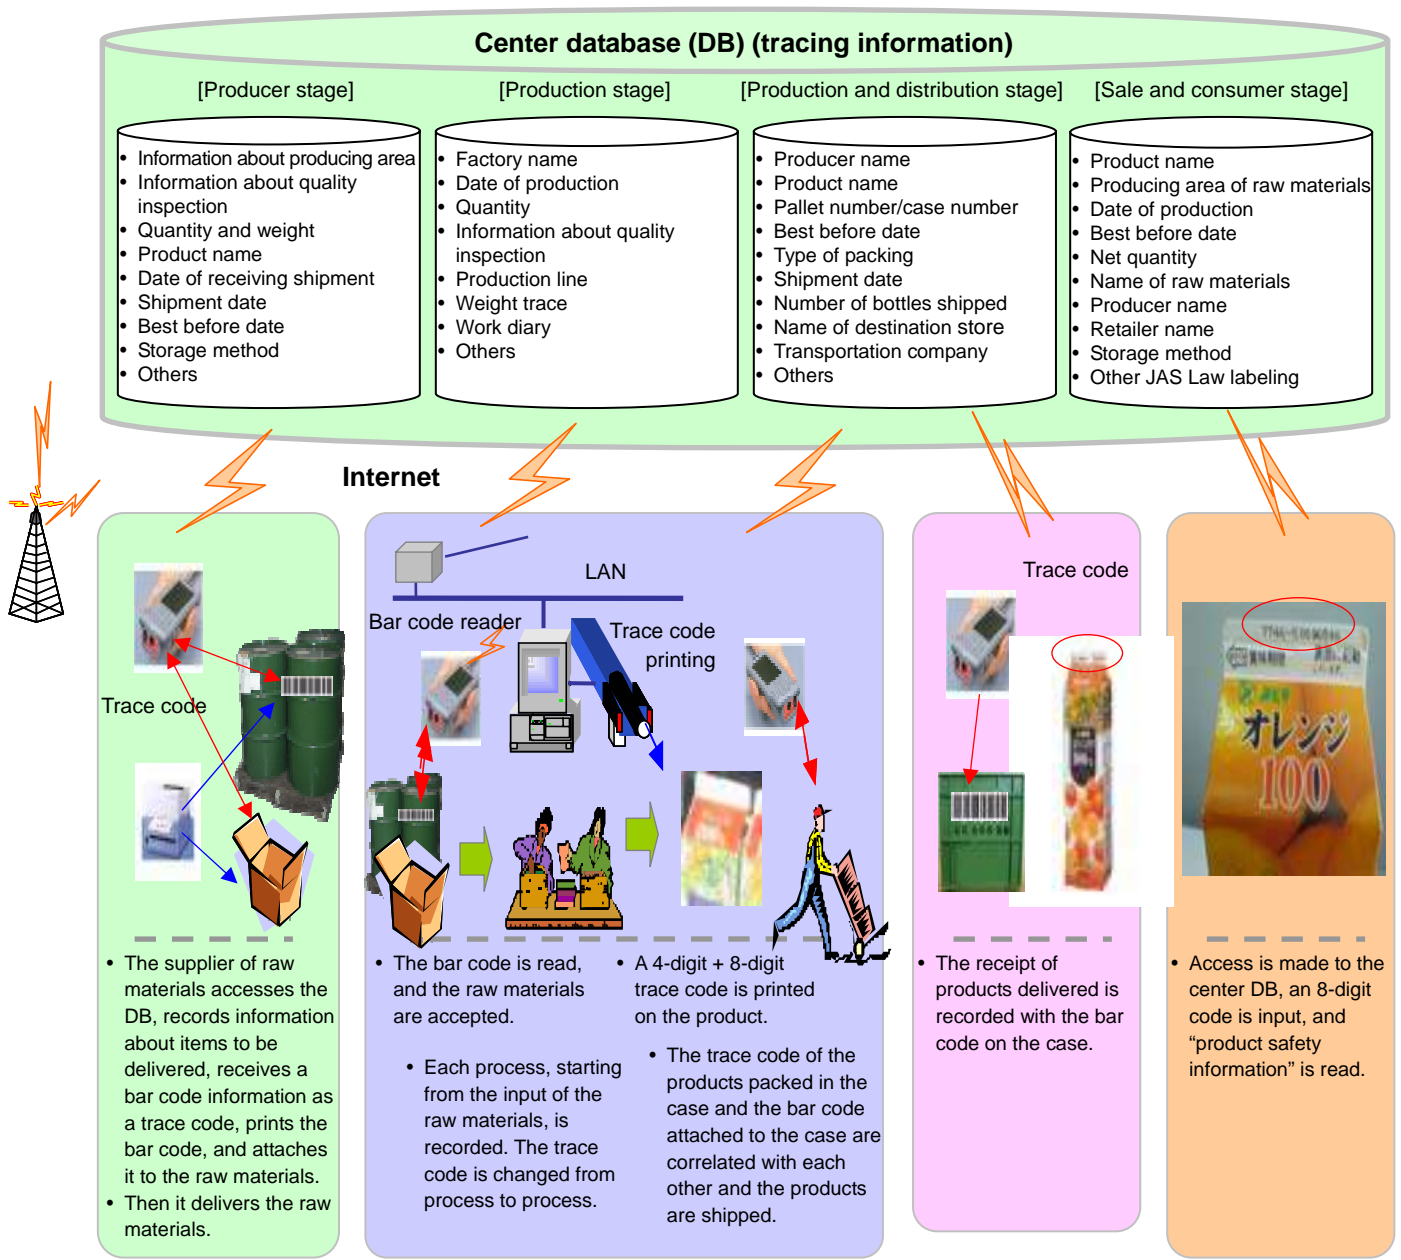 Center database (DB) (tracing information)
[Producer stage]
• Information about producing area
• Information about quality
inspection
• Quantity and weight
• Product name
• Date of receiving shipment
• Shipment date
• Best before date
• Storage method
• Others
[Production stage]
• Factory name
• Date of production
• Quantity
• Information about quality
inspection
• Production line
• Weight trace
• Work diary
• Others
[Production and distribution stage]
• Producer name
• Product name
• Pallet number/case number
• Best before date
• Type of packing
• Shipment date
• Number of bottles shipped
• Name of destination store
• Transportation company
• Others
[Sale and consumer stage]
• Product name
• Producing area of raw materials
• Date of production
• Best before date
• Net quantity
• Name of raw materials
• Producer name
• Retailer name
• Storage method
• Other JAS Law labeling
Internet
Trace code
• The supplier of raw
materials accesses the
DB, records information
about items to be
delivered, receives a
bar code information as
a trace code, prints the
bar code, and attaches
it to the raw materials.
• Then it delivers the raw
materials.
LAN
Bar code reader
Trace code
printing
• The bar code is read,
and the raw materials
are accepted.
• Each process, starting
from the input of the
raw materials, is
recorded. The trace
code is changed from
process to process.
• A 4-digit + 8-digit
trace code is printed
on the product.
• The trace code of the
products packed in the
case and the bar code
attached to the case are
correlated with each
other and the products
are shipped.
Trace code
• The receipt of
products delivered is
recorded with the bar
code on the case.
オレンジ
100
• Access is made to the
center DB, an 8-digit
code is input, and
“product safety
information” is read.